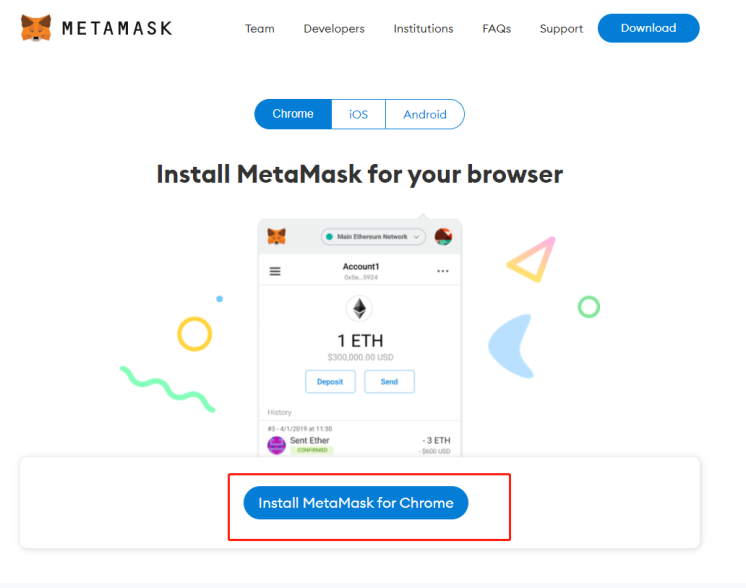 METAMASK
Team Developers Institutions FAQs Support Download
Chrome iOS Android
Install MetaMask for your browser
Main Ethereum Network
Account1
0x5e...5924
1 ETH
$300,000.00 USD
Deposit Send
History
#3 - 4/1/2019 at 11:30
Sent Ether - 3 ETH
CONFIRMED - $600 USD
Install MetaMask for Chrome